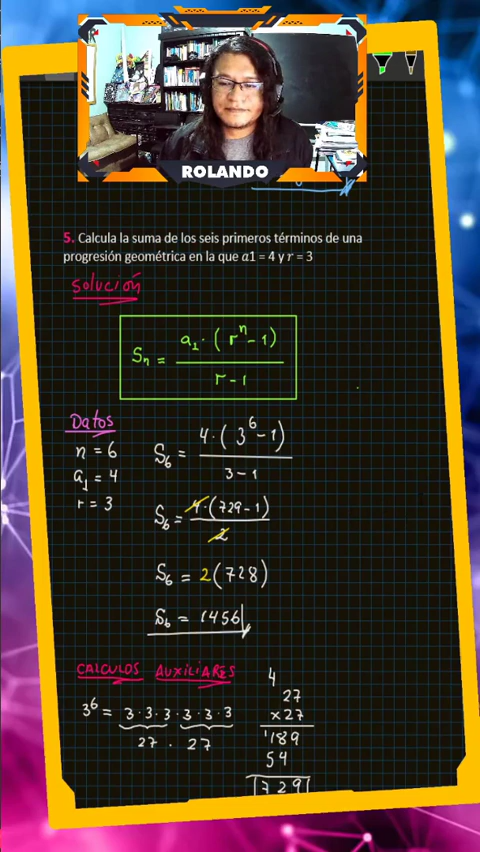 ROLANDO
5. Calcula la suma de los seis primeros términos de una
progresión geométrica en la que a1 = 4 y r = 3
Solución
Sn = a1 · (r^n - 1) / r - 1
Datos
n = 6
a1 = 4
r = 3
S6 = 4 · (3^6 - 1) / 3 - 1
S6 = 4 · (729 - 1) / 2
S6 = 2(728)
S6 = 1456
CALCULOS AUXILIARES
3^6 = 3 · 3 · 3 · 3 · 3 · 3
27 · 27
4
27
x27
189
54
729